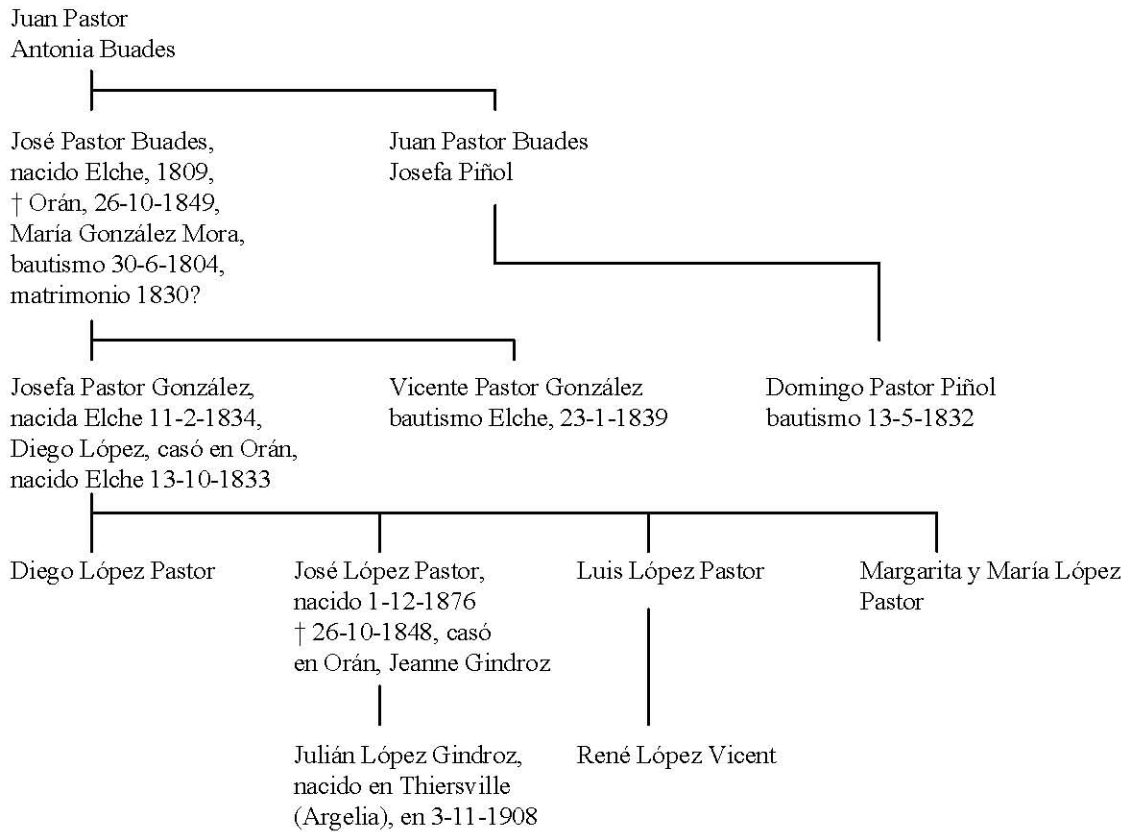 Juan Pastor
Antonia Buades
José Pastor Buades,
nacido Elche, 1809,
† Orán, 26-10-1849,
María González Mora,
bautismo 30-6-1804,
matrimonio 1830?
Juan Pastor Buades
Josefa Piñol
Josefa Pastor González,
nacida Elche 11-2-1834,
Diego López, casó en Orán,
nacido Elche 13-10-1833
Vicente Pastor González
bautismo Elche, 23-1-1839
Domingo Pastor Piñol
bautismo 13-5-1832
Diego López Pastor
José López Pastor,
nacido 1-12-1876
† 26-10-1848, casó
en Orán, Jeanne Gindroz
Luis López Pastor
Margarita y María López
Pastor
Julián López Gindroz,
nacido en Thiersville
(Argelia), en 3-11-1908
René López Vicent